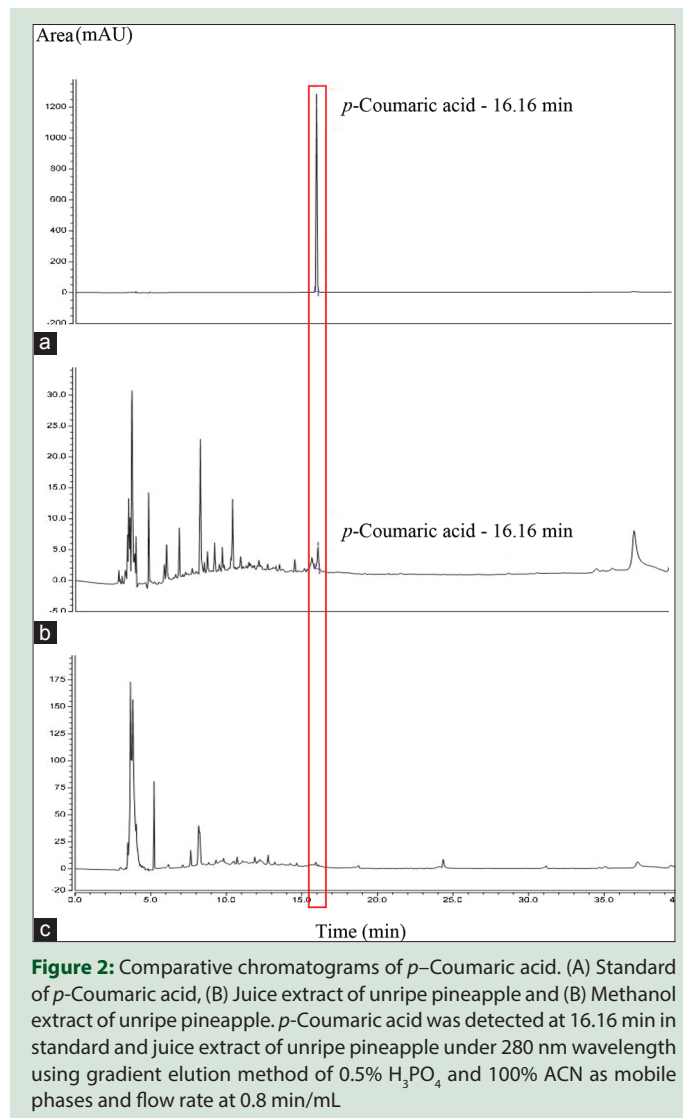 Area (mAU)
1200
1000
800
600
400
200
0
-200
p-Coumaric acid - 16.16 min
a
30.0
25.0
20.0
15.0
10.0
5.0
0.0
-5.0
p-Coumaric acid - 16.16 min
b
175
150
125
100
75
50
25
0
-20
0.0 5.0 10.0 15.0 20.0 25.0 30.0 35.0
c
Time (min)
Figure 2: Comparative chromatograms of p–Coumaric acid. (A) Standard
of p-Coumaric acid, (B) Juice extract of unripe pineapple and (B) Methanol
extract of unripe pineapple. p-Coumaric acid was detected at 16.16 min in
standard and juice extract of unripe pineapple under 280 nm wavelength
using gradient elution method of 0.5% H₃PO₄ and 100% ACN as mobile
phases and flow rate at 0.8 min/mL